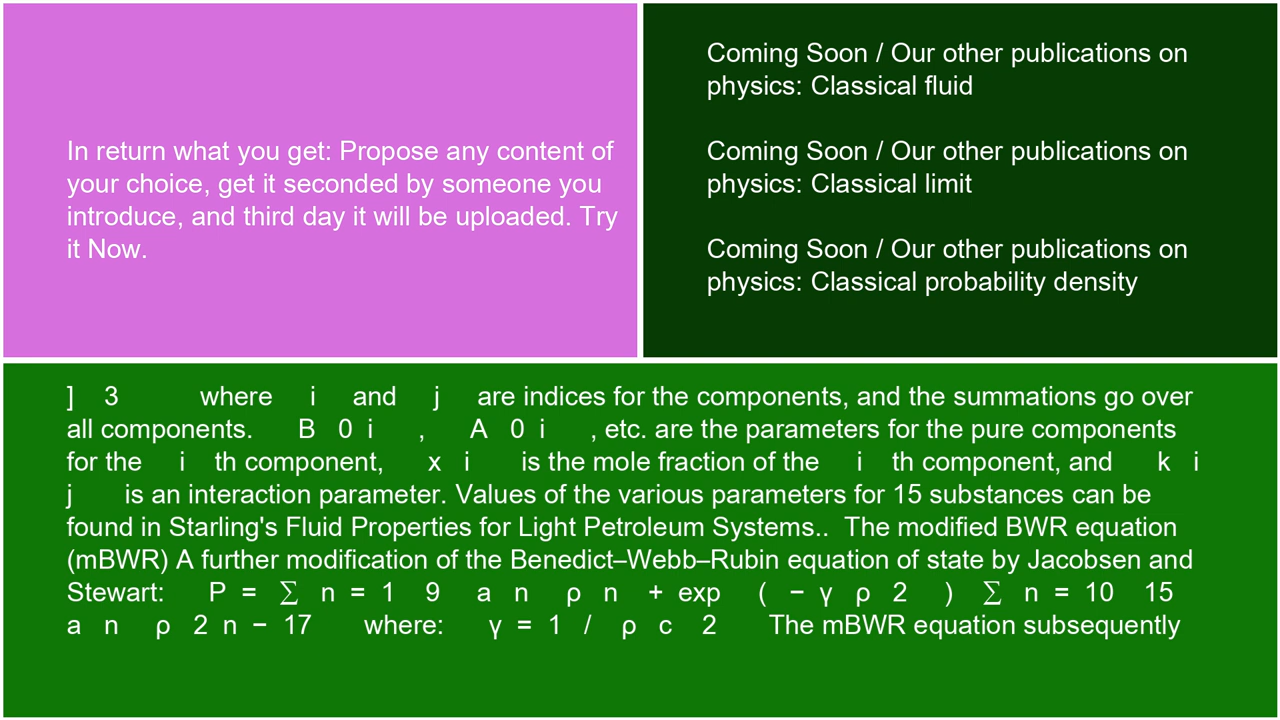 In return what you get: Propose any content of
your choice, get it seconded by someone you
introduce, and third day it will be uploaded. Try
it Now.
Coming Soon / Our other publications on
physics: Classical fluid
Coming Soon / Our other publications on
physics: Classical limit
Coming Soon / Our other publications on
physics: Classical probability density
] 3 where i and j are indices for the components, and the summations go over
all components. B 0 i , A 0 i , etc. are the parameters for the pure components
for the i th component, x i is the mole fraction of the i th component, and k i
j is an interaction parameter. Values of the various parameters for 15 substances can be
found in Starling's Fluid Properties for Light Petroleum Systems.. The modified BWR equation
(mBWR) A further modification of the Benedict–Webb–Rubin equation of state by Jacobsen and
Stewart: P = ∑ n = 1 9 a n ρ n + exp ( − γ ρ 2 ) ∑ n = 10 15
a n ρ 2 n − 17 where: γ = 1 / ρ c 2 The mBWR equation subsequently